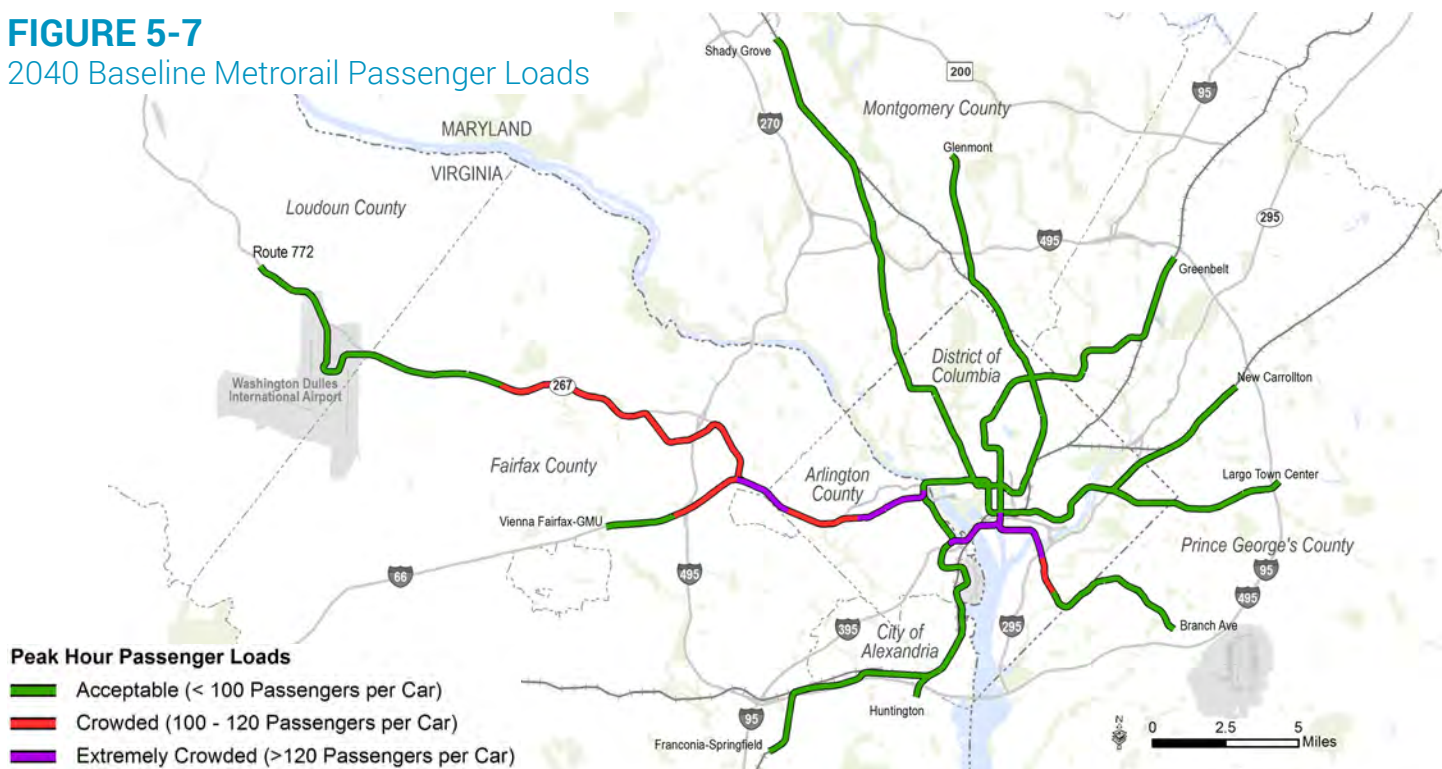 FIGURE 5-7
2040 Baseline Metrorail Passenger Loads
Shady Grove
200
95
Montgomery County
270
MARYLAND
Glenmont
VIRGINIA
Loudoun County
295
495
Route 772
Greenbelt
District of
Columbia
New Carrollton
Washington Dulles
International Airport
267
Fairfax County
Arlington
County
Largo Town Center
Vienna Fairfax-GMU
Prince George's County
66
495
95
495
395
295
Branch Ave
City of
Alexandria
Huntington
95
Franconia-Springfield
Peak Hour Passenger Loads
Acceptable (< 100 Passengers per Car)
Crowded (100 - 120 Passengers per Car)
Extremely Crowded (>120 Passengers per Car)
N
0 2.5 5
Miles